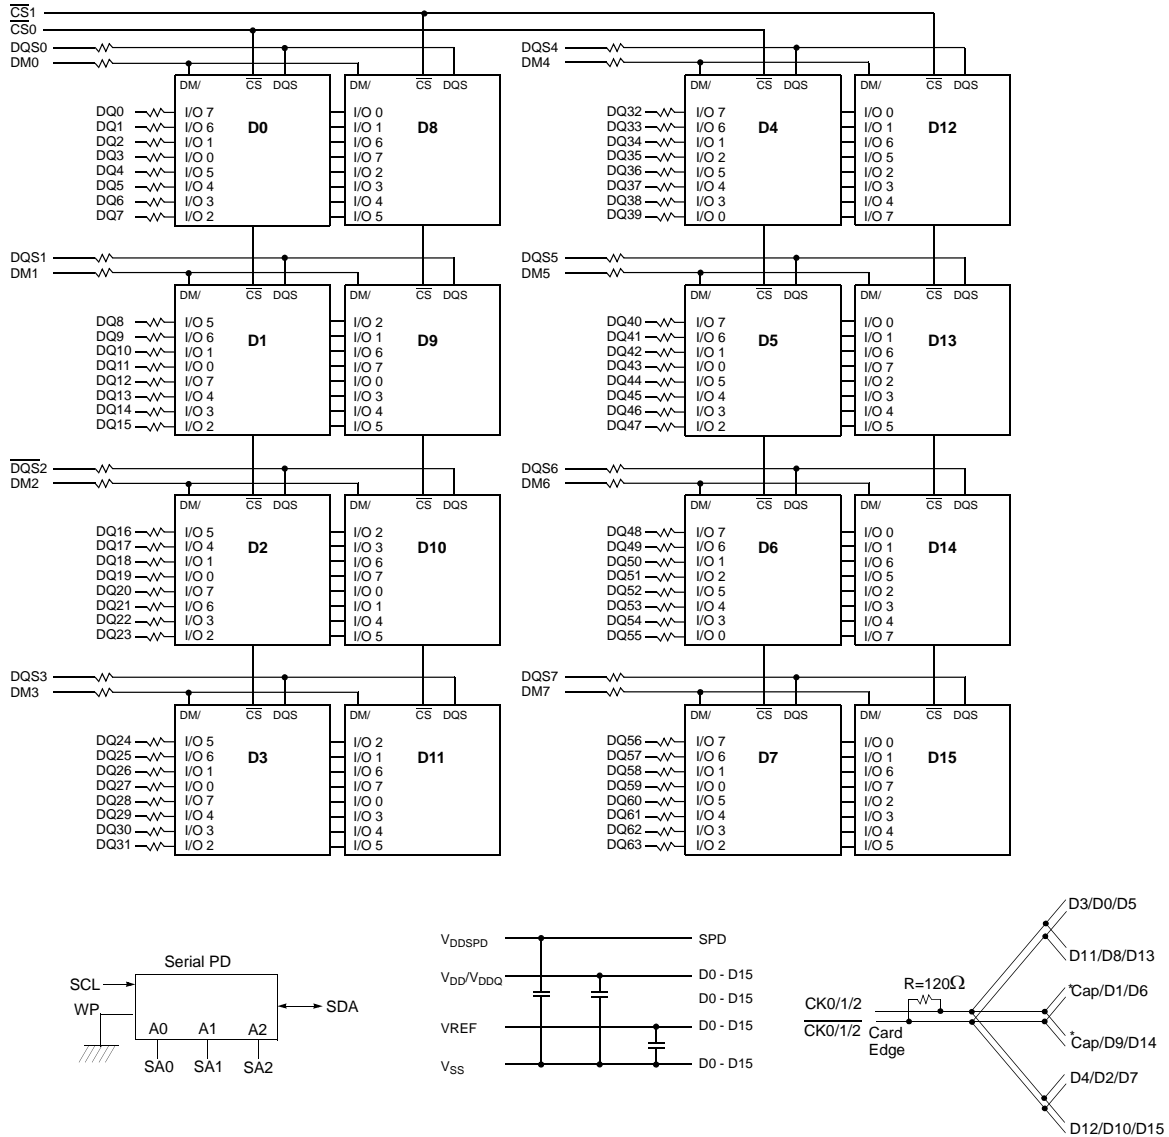 CS1
CS0
DQS0
DM0
DQS4
DM4
DM/ CS DQS DM/ CS DQS DM/ CS DQS DM/ CS DQS
D0 D8 D4 D12
DQ0 I/O 7 I/O 0 DQ32 I/O 7 I/O 0
DQ1 I/O 6 I/O 1 DQ33 I/O 6 I/O 1
DQ2 I/O 1 I/O 6 DQ34 I/O 1 I/O 6
DQ3 I/O 0 I/O 7 DQ35 I/O 2 I/O 5
DQ4 I/O 5 I/O 2 DQ36 I/O 5 I/O 2
DQ5 I/O 4 I/O 3 DQ37 I/O 4 I/O 3
DQ6 I/O 3 I/O 4 DQ38 I/O 3 I/O 4
DQ7 I/O 2 I/O 5 DQ39 I/O 0 I/O 7
DQS1 DQS5
DM1 DM5
DM/ CS DQS DM/ CS DQS DM/ CS DQS DM/ CS DQS
D1 D9 D5 D13
DQ8 I/O 5 I/O 2 DQ40 I/O 7 I/O 0
DQ9 I/O 6 I/O 1 DQ41 I/O 6 I/O 1
DQ10 I/O 1 I/O 6 DQ42 I/O 1 I/O 6
DQ11 I/O 0 I/O 7 DQ43 I/O 0 I/O 7
DQ12 I/O 7 I/O 0 DQ44 I/O 5 I/O 2
DQ13 I/O 4 I/O 3 DQ45 I/O 4 I/O 3
DQ14 I/O 3 I/O 4 DQ46 I/O 3 I/O 4
DQ15 I/O 2 I/O 5 DQ47 I/O 2 I/O 5
DQS2 DQS6
DM2 DM6
DM/ CS DQS DM/ CS DQS DM/ CS DQS DM/ CS DQS
D2 D10 D6 D14
DQ16 I/O 5 I/O 2 DQ48 I/O 7 I/O 0
DQ17 I/O 4 I/O 3 DQ49 I/O 6 I/O 1
DQ18 I/O 1 I/O 6 DQ50 I/O 1 I/O 6
DQ19 I/O 0 I/O 7 DQ51 I/O 2 I/O 5
DQ20 I/O 7 I/O 0 DQ52 I/O 5 I/O 2
DQ21 I/O 6 I/O 1 DQ53 I/O 4 I/O 3
DQ22 I/O 3 I/O 4 DQ54 I/O 3 I/O 4
DQ23 I/O 2 I/O 5 DQ55 I/O 0 I/O 7
DQS3 DQS7
DM3 DM7
DM/ CS DQS DM/ CS DQS DM/ CS DQS DM/ CS DQS
D3 D11 D7 D15
DQ24 I/O 5 I/O 2 DQ56 I/O 7 I/O 0
DQ25 I/O 6 I/O 1 DQ57 I/O 6 I/O 1
DQ26 I/O 1 I/O 6 DQ58 I/O 1 I/O 6
DQ27 I/O 0 I/O 7 DQ59 I/O 0 I/O 7
DQ28 I/O 7 I/O 0 DQ60 I/O 5 I/O 2
DQ29 I/O 4 I/O 3 DQ61 I/O 4 I/O 3
DQ30 I/O 3 I/O 4 DQ62 I/O 3 I/O 4
DQ31 I/O 2 I/O 5 DQ63 I/O 2 I/O 5
Serial PD
SCL
WP
SDA
A0 A1 A2
SA0 SA1 SA2
VDDSPD SPD
VDD/VDDQ D0 - D15
D0 - D15
VREF D0 - D15
VSS D0 - D15
R=120Ω
CK0/1/2
CK0/1/2
Card
Edge
D3/D0/D5
D11/D8/D13
*Cap/D1/D6
*Cap/D9/D14
D4/D2/D7
D12/D10/D15